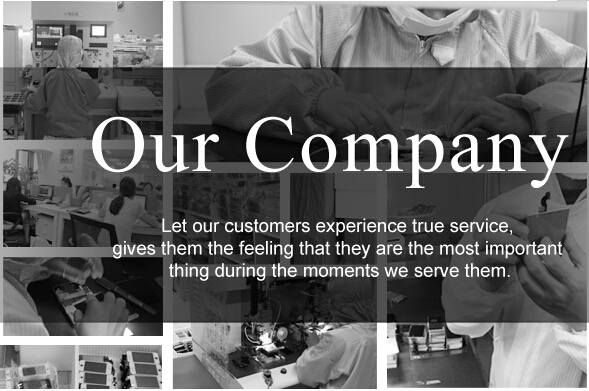 Our Company
Let our customers experience true service,
gives them the feeling that they are the most important
thing during the moments we serve them.